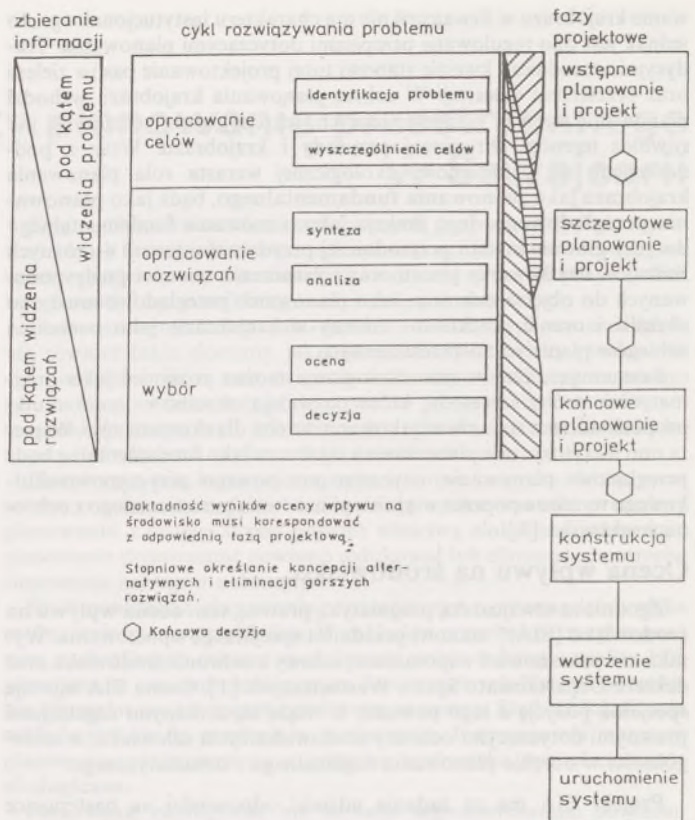 zbieranie
informacji
cykl rozwiązywania problemu
fazy
projektowe
pod kątem
widzenia problemu
pod kątem widzenia
rozwiązań
opracowanie
celów
identyfikacja problemu
wyszczególnienie celów
opracowanie
rozwiązań
synteza
analiza
wybór
ocena
decyzja
wstępne
planowanie
i projekt
szczegółowe
planowanie
i projekt
końcowe
planowanie
i projekt
konstrukcja
systemu
wdrożenie
systemu
uruchomienie
systemu
Dokładność wyników oceny wpływu na
środowisko musi korespondować
z odpowiednią fazą projektową.
Stopniowe określanie koncepcji alter-
natywnych i eliminacja gorszych
rozwiązań.
Końcowa decyzja